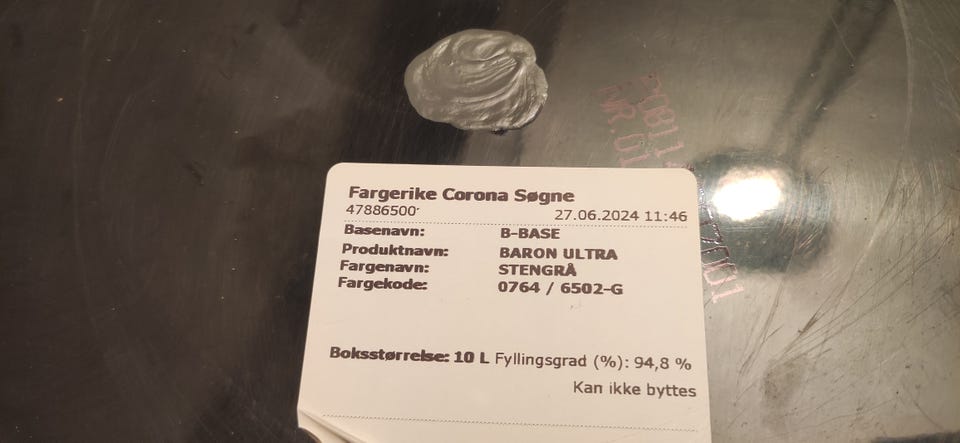 Fargerike Corona Søgne
47886500
27.06.2024 11:46
Basenavn: B-BASE
Produktnavn: BARON ULTRA
Fargenavn: STENGRÅ
Fargekode: 0764 / 6502-G
Boksstørrelse: 10 L Fyllingsgrad (%): 94,8 %
Kan ikke byttes